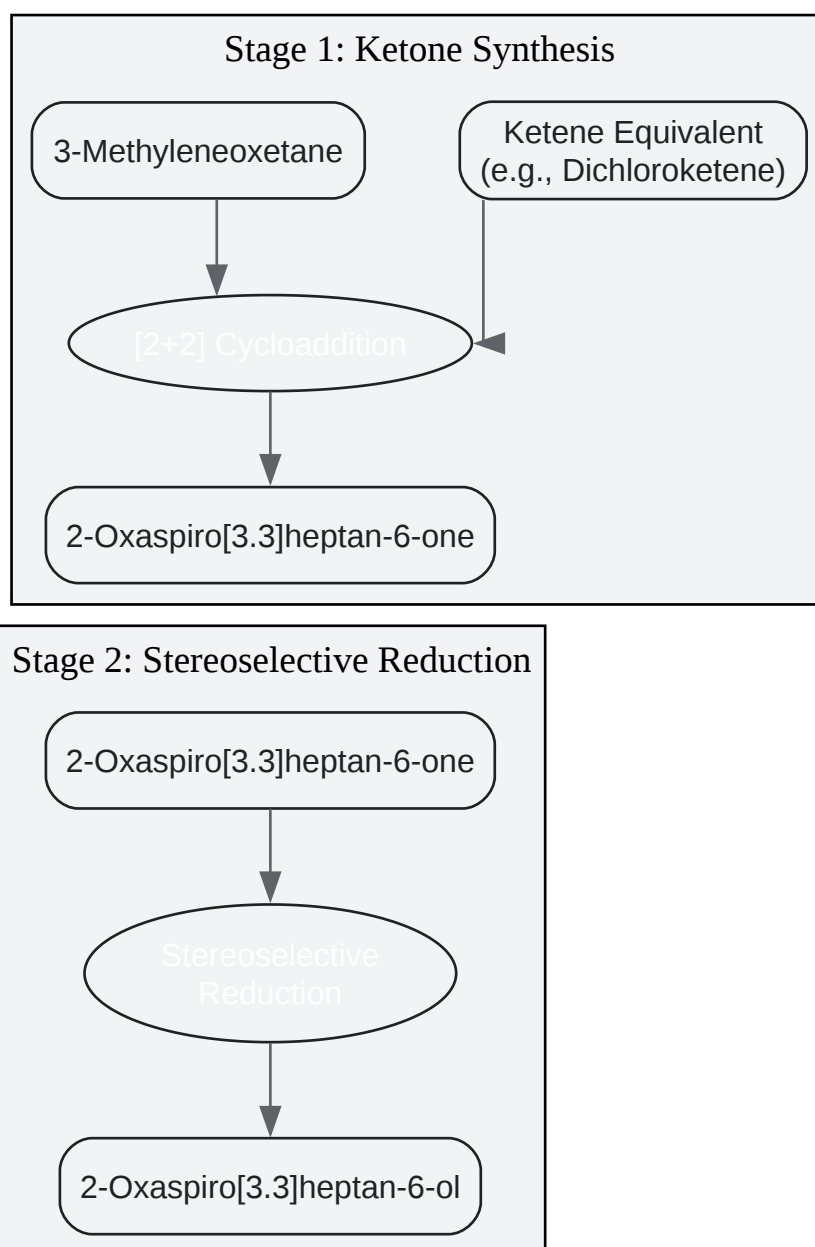 Stage 1: Ketone Synthesis
3-Methyleneoxetane
Ketene Equivalent
(e.g., Dichloroketene)
[2+2] Cycloaddition
2-Oxaspiro[3.3]heptan-6-one
Stage 2: Stereoselective Reduction
2-Oxaspiro[3.3]heptan-6-one
Stereoselective
Reduction
2-Oxaspiro[3.3]heptan-6-ol